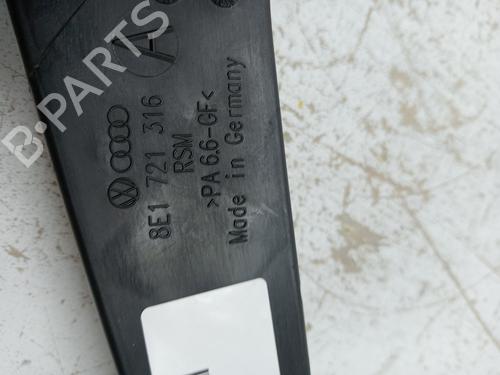 A
8E1 721 316
RSM
>PA 6.6-GF<
Made in Germany
B-PARTS